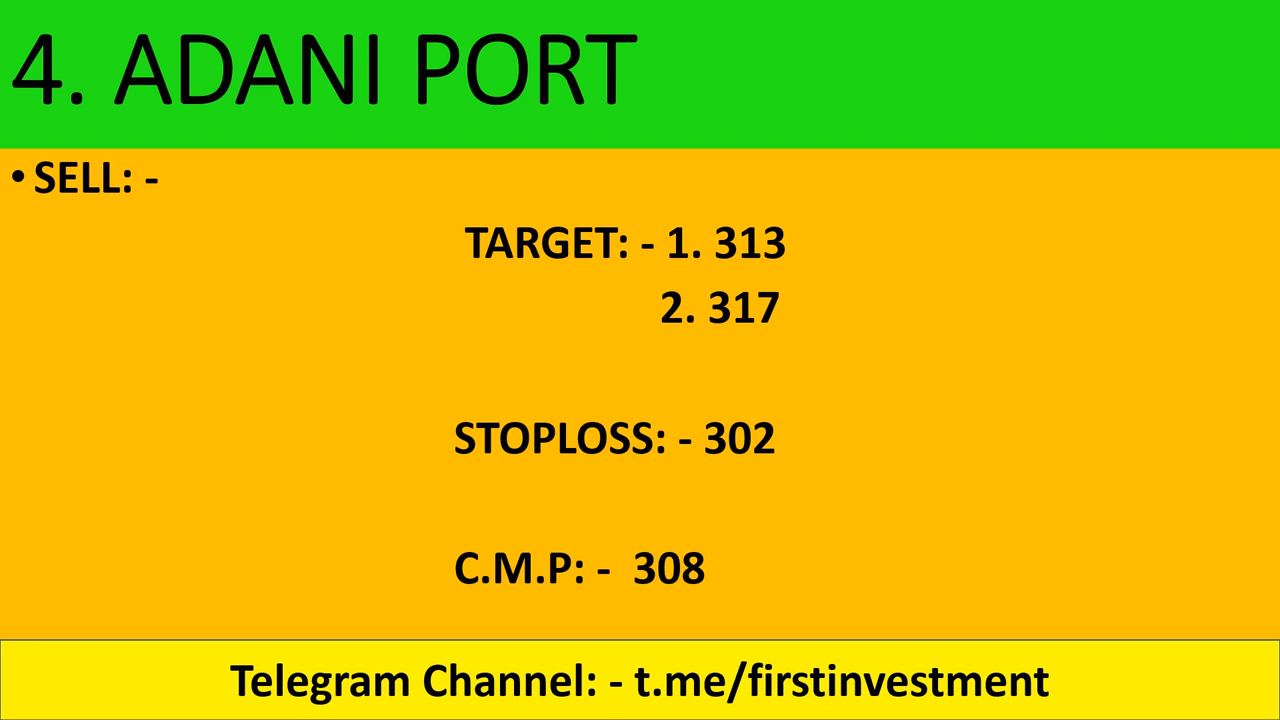 4. ADANI PORT
• SELL: -
TARGET: - 1. 313
2. 317
STOPLOSS: - 302
C.M.P: - 308
Telegram Channel: - t.me/firstinvestment